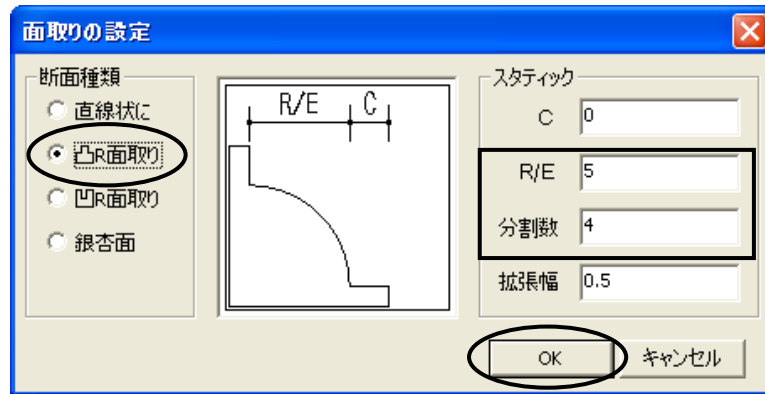 面取りの設定
断面種類
直線状に
凸R面取り
凹R面取り
銀杏面
R/E
C
スタティック
C 0
R/E 5
分割数 4
拡張幅 0.5
OK
キャンセル